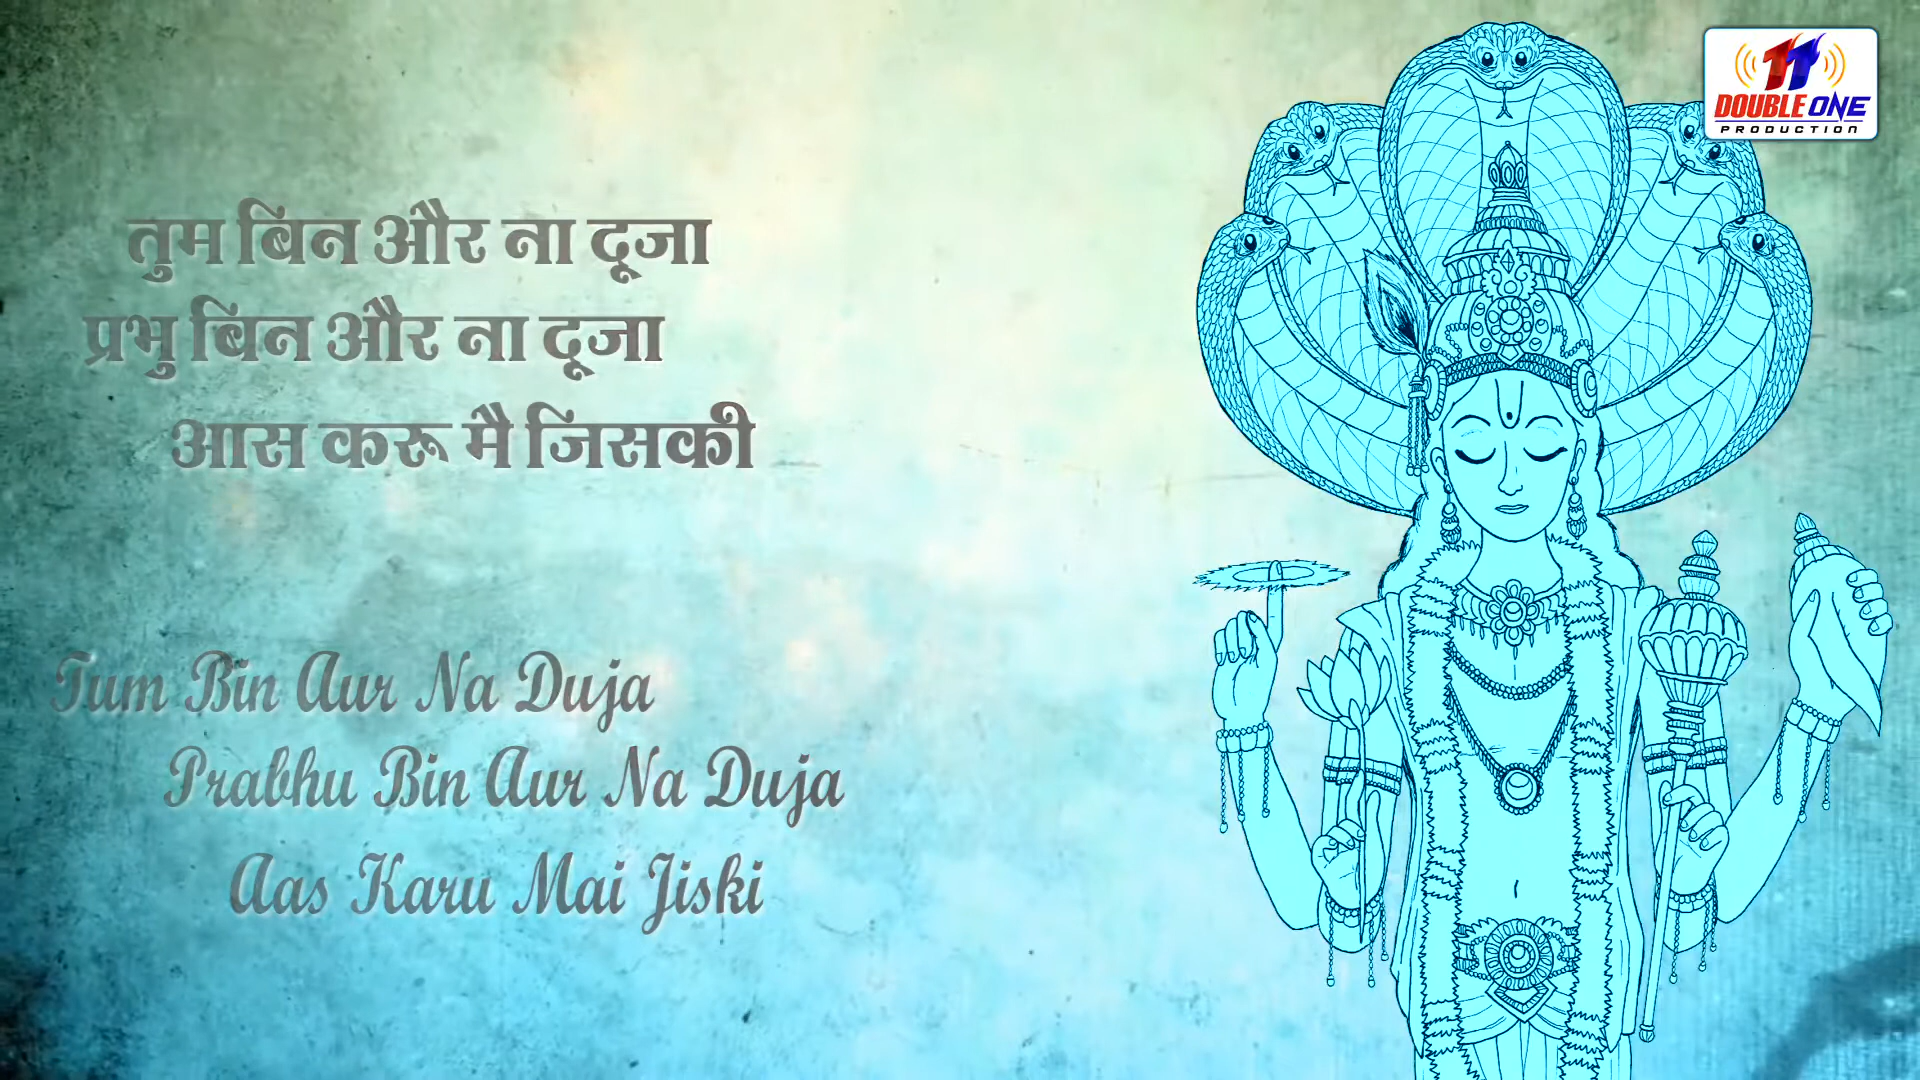 तुम बिन और ना दूजा
प्रभु बिन और ना दूजा
आस करू मै जिसकी
Tum Bin Aur Na Duja
Prabhu Bin Aur Na Duja
Aas Karu Mai Jiski
11
DOUBLE ONE
PRODUCTION